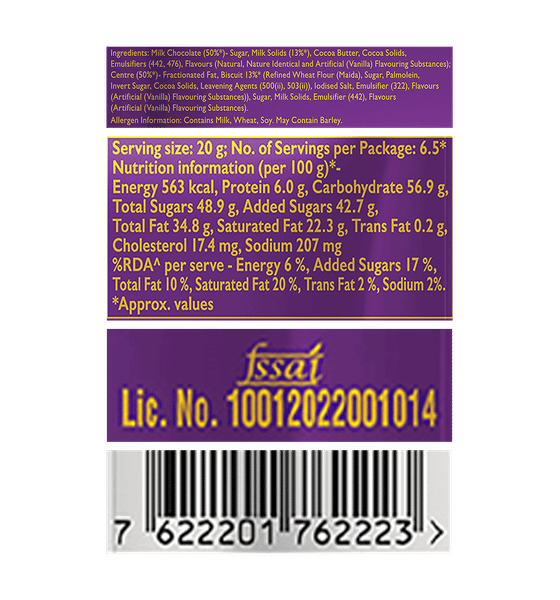 Ingredients: Milk Chocolate (50%*)- Sugar, Milk Solids (13%*), Cocoa Butter, Cocoa Solids,
Emulsifiers (442, 476), Flavours (Natural, Nature Identical and Artificial (Vanilla) Flavouring Substances);
Centre (50%*)- Fractionated Fat, Biscuit 13%* (Refined Wheat Flour (Maida), Sugar, Palmolein,
Invert Sugar, Cocoa Solids, Leavening Agents (500(ii), 503(ii)), Iodised Salt, Emulsifier (322), Flavours
(Artificial (Vanilla) Flavouring Substances)), Sugar, Milk Solids, Emulsifier (442), Flavours
(Artificial (Vanilla) Flavouring Substances).
Allergen Information: Contains Milk, Wheat, Soy. May Contain Barley.
Serving size: 20 g; No. of Servings per Package: 6.5*
Nutrition information (per 100 g)*-
Energy 563 kcal, Protein 6.0 g, Carbohydrate 56.9 g,
Total Sugars 48.9 g, Added Sugars 42.7 g,
Total Fat 34.8 g, Saturated Fat 22.3 g, Trans Fat 0.2 g,
Cholesterol 17.4 mg, Sodium 207 mg
%RDA^ per serve - Energy 6 %, Added Sugars 17 %,
Total Fat 10 %, Saturated Fat 20 %, Trans Fat 2 %, Sodium 2%.
*Approx. values
fssai
Lic. No. 10012022001014
7 622201 762223 >